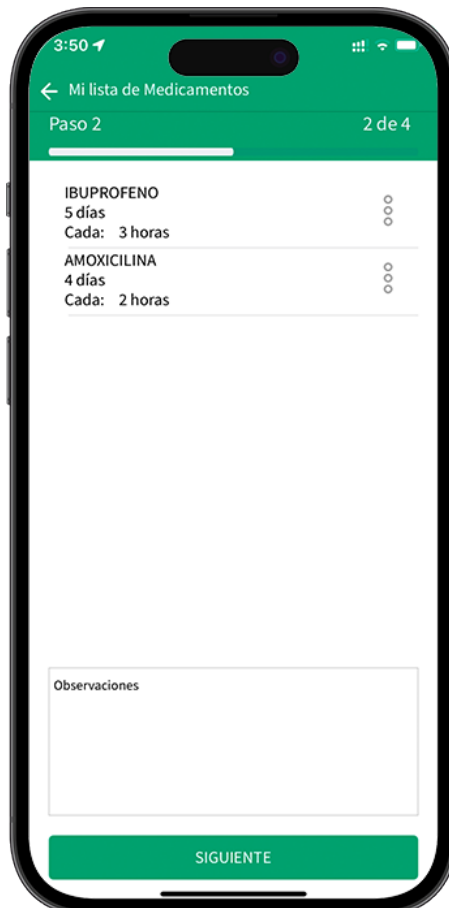 3:50
Mi lista de Medicamentos
Paso 2 2 de 4
IBUPROFENO
5 días
Cada: 3 horas
AMOXICILINA
4 días
Cada: 2 horas
Observaciones
SIGUIENTE